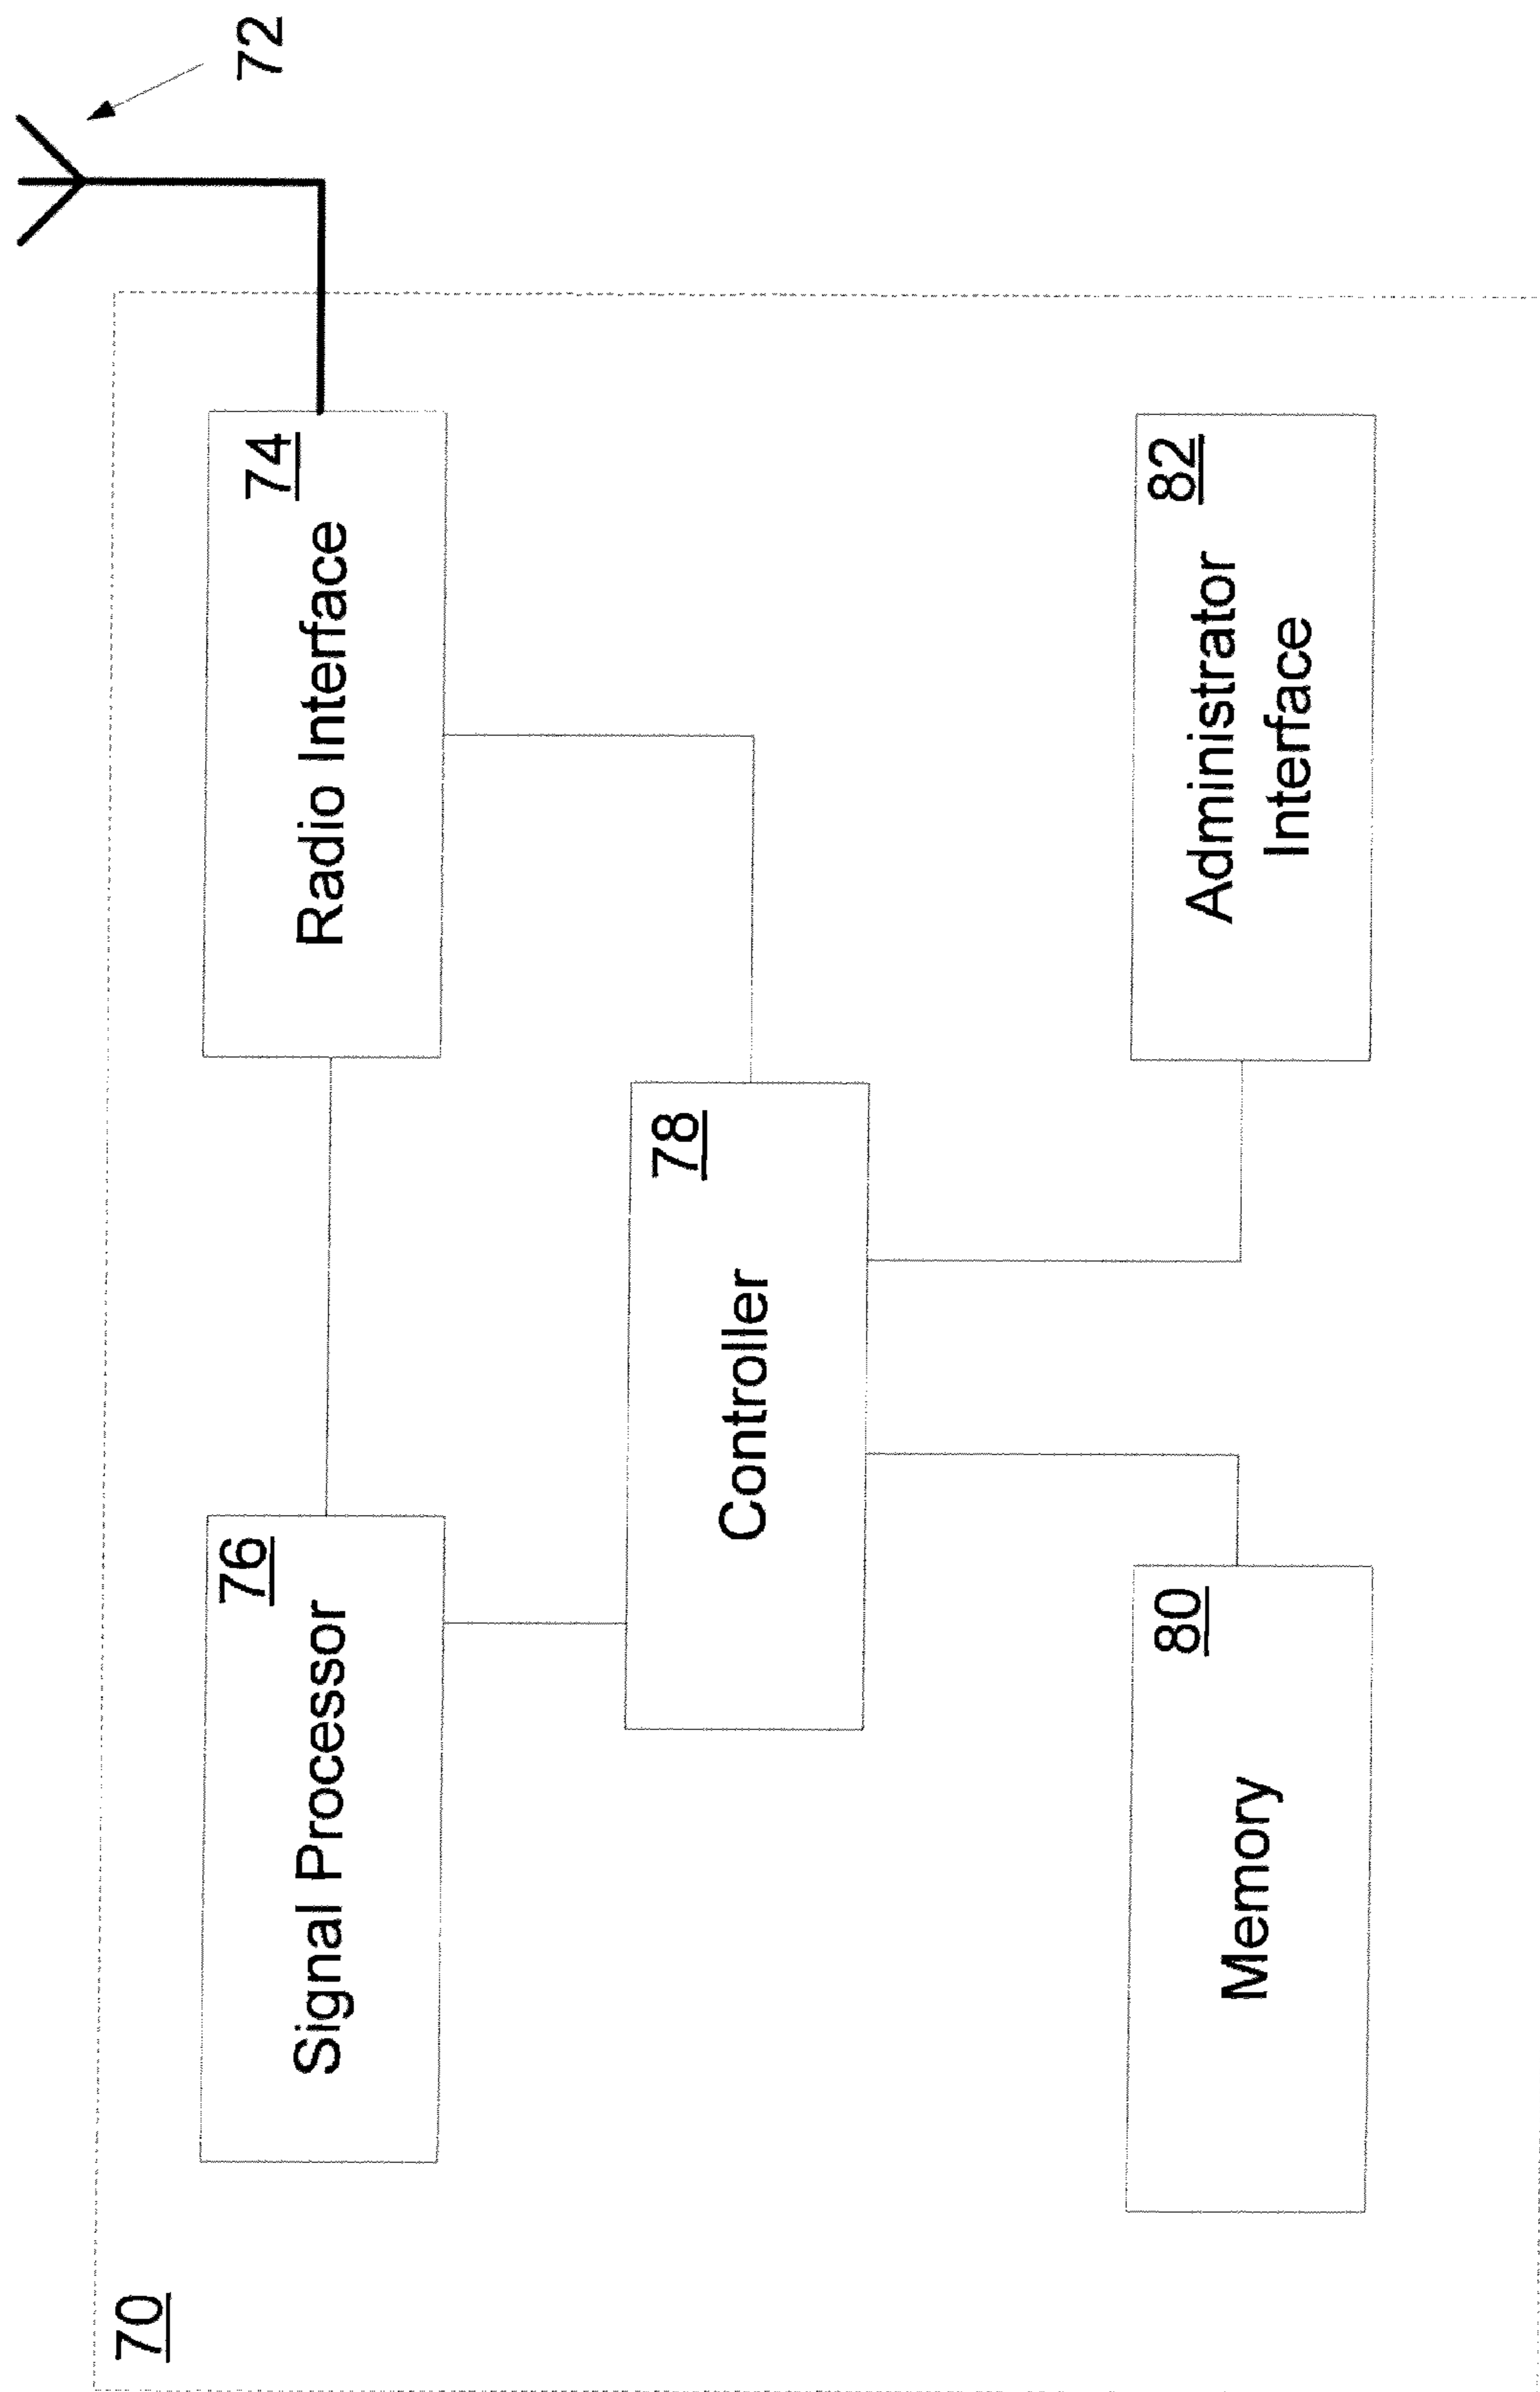 70
72
76
Signal Processor
74
Radio Interface
78
Controller
80
Memory
82
Administrator
Interface